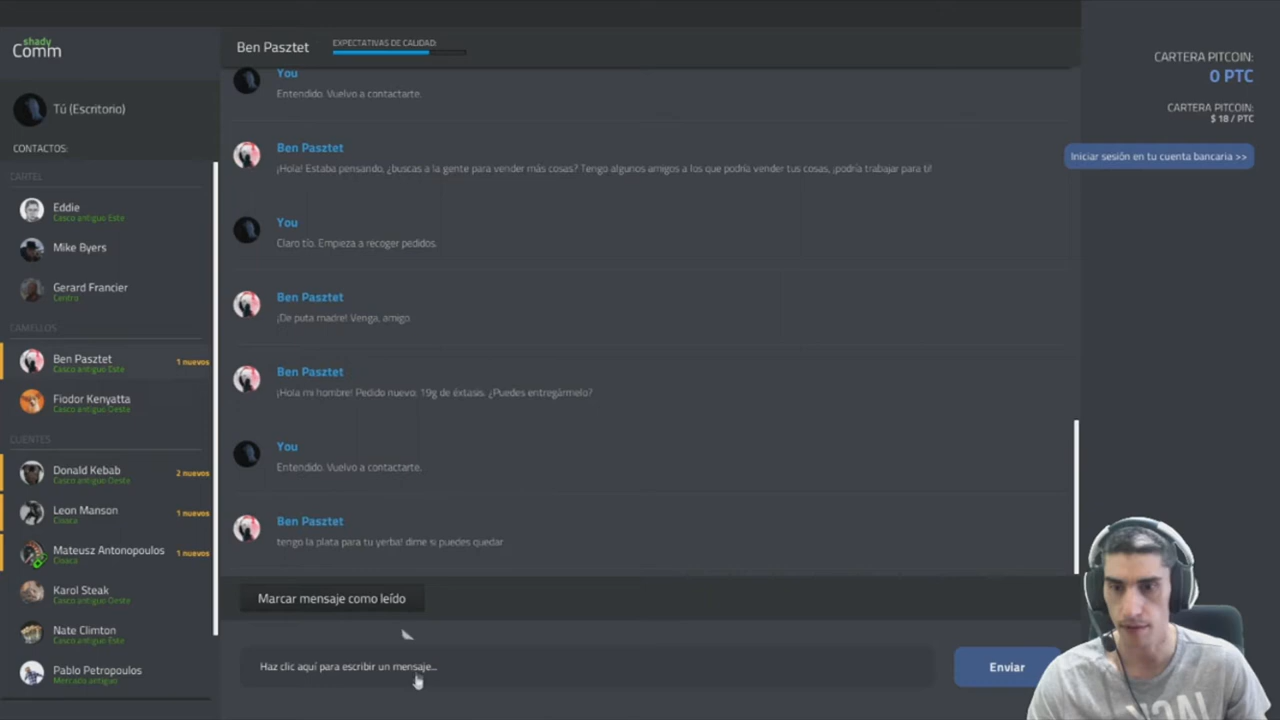 shady
Comm
Tú (Escritorio)
CONTACTOS:
CARTEL
Eddie
Casco antiguo Este
Mike Byers
Gerard Francier
Centro
CAMELLOS
Ben Pasztet
Casco antiguo Este
1 nuevos
Fiodor Kenyatta
Casco antiguo Oeste
CLIENTES
Donald Kebab
Casco antiguo Oeste
2 nuevos
Leon Manson
Cloaca
1 nuevos
Mateusz Antonopoulos
Cloaca
1 nuevos
Karol Steak
Casco antiguo Oeste
Nate Climton
Casco antiguo Este
Pablo Petropoulos
Mercado antiguo
Ben Pasztet
EXPECTATIVAS DE CALIDAD:
You
Entendido. Vuelvo a contactarte.
Ben Pasztet
¡Hola! Estaba pensando, ¿buscas a la gente para vender más cosas? Tengo algunos amigos a los que podría vender tus cosas, ¡podría trabajar para ti!
You
Claro tío. Empieza a recoger pedidos.
Ben Pasztet
¡De puta madre! Venga, amigo.
Ben Pasztet
¡Hola mi hombre! Pedido nuevo: 19g de éxtasis. ¿Puedes entregármelo?
You
Entendido. Vuelvo a contactarte.
Ben Pasztet
tengo la plata para tu yerba! dime si puedes quedar
Marcar mensaje como leído
Haz clic aquí para escribir un mensaje...
Enviar
CARTERA PITCOIN:
0 PTC
CARTERA PITCOIN:
$ 18 / PTC
Iniciar sesión en tu cuenta bancaria >>